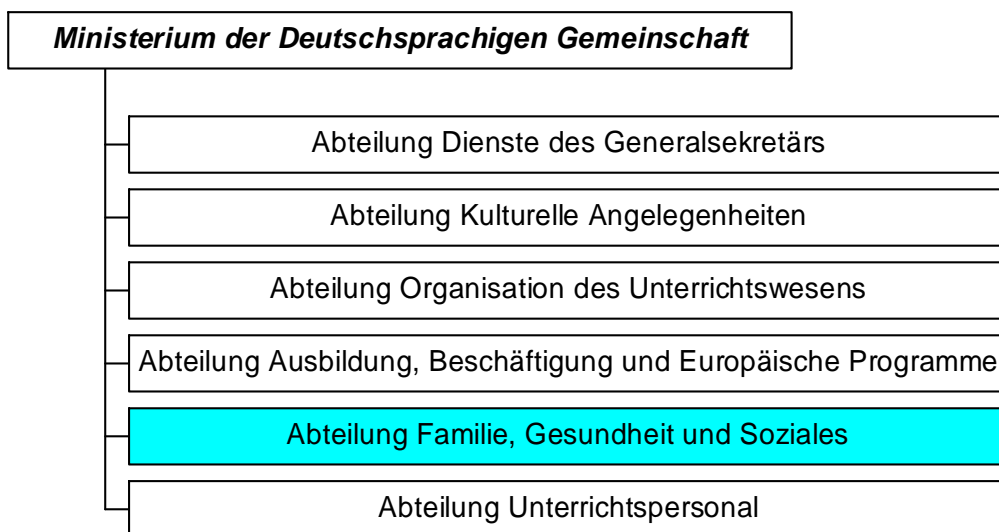 Ministerium der Deutschsprachigen Gemeinschaft
Abteilung Dienste des Generalsekretärs
Abteilung Kulturelle Angelegenheiten
Abteilung Organisation des Unterrichtswesens
Abteilung Ausbildung, Beschäftigung und Europäische Programme
Abteilung Familie, Gesundheit und Soziales
Abteilung Unterrichtspersonal